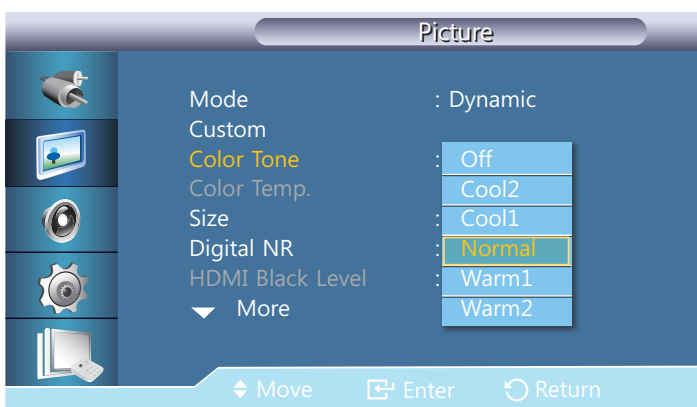 Picture
Mode : Dynamic
Custom
Color Tone : Off
Color Temp. Cool2
Size : Cool1
Digital NR : Normal
HDMI Black Level : Warm1
More Warm2
Move Enter Return